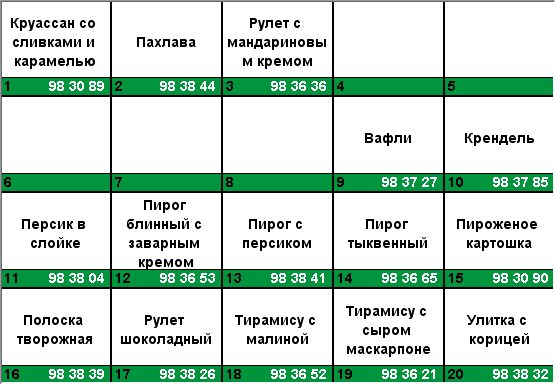 Круассан со
сливками и
карамелью
1 98 30 89
Пахлава
2 98 38 44
Рулет с
мандариновы
м кремом
3 98 36 36
4
5
6
7
8
Вафли
9 98 37 27
Крендель
10 98 37 85
Персик в
слойке
11 98 38 04
Пирог
блинный с
заварным
кремом
12 98 36 53
Пирог с
персиком
13 98 38 41
Пирог
тыквенный
14 98 36 65
Пироженое
картошка
15 98 30 90
Полоска
творожная
16 98 38 39
Рулет
шоколадный
17 98 38 26
Тирамису с
малиной
18 98 36 52
Тирамису с
сыром
маскарпоне
19 98 36 21
Улитка с
корицей
20 98 38 32